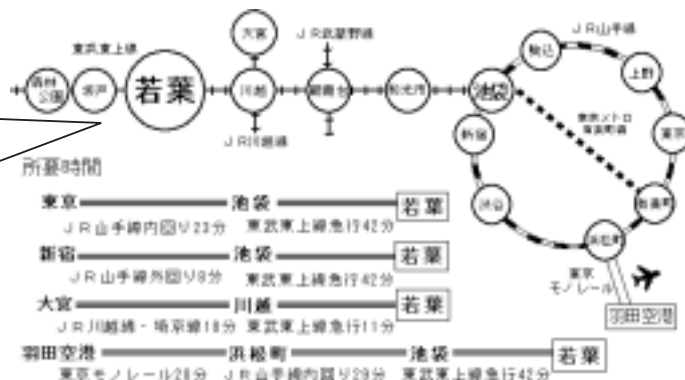 東武東上線
大宮
JR武蔵野線
JR山手線
森林
公園
坂戸
若葉
川越
朝霞台
和光市
池袋
駒込
上野
東京
有楽町
浜松町
渋谷
新宿
JR川越線
東京メトロ
有楽町線
東京
モノレール
羽田空港
所要時間
東京 池袋 若葉
JR山手線内回り23分 東武東上線急行42分
新宿 池袋 若葉
JR山手線外回り8分 東武東上線急行42分
大宮 川越 若葉
JR川越線・埼京線18分 東武東上線急行11分
羽田空港 浜松町 池袋 若葉
東京モノレール20分 JR山手線内回り29分 東武東上線急行42分